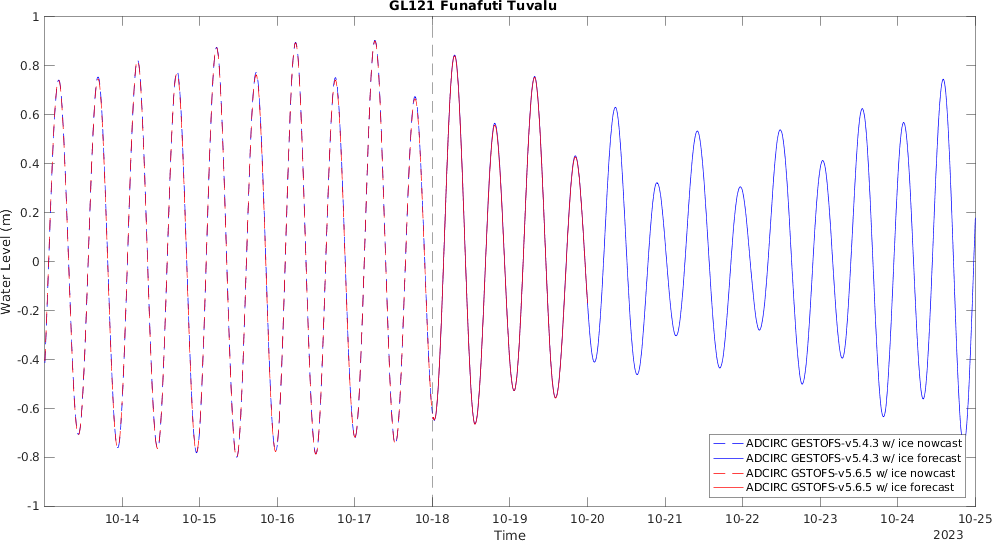 GL121 Funafuti Tuvalu
1
0.8
0.6
0.4
0.2
0
-0.2
-0.4
-0.6
-0.8
-1
Water Level (m)
10-14 10-15 10-16 10-17 10-18 10-19 10-20 10-21 10-22 10-23 10-24 10-25
Time
2023
ADCIRC GESTOFS-v5.4.3 w/ ice nowcast
ADCIRC GESTOFS-v5.4.3 w/ ice forecast
ADCIRC GSTOFS-v5.6.5 w/ ice nowcast
ADCIRC GSTOFS-v5.6.5 w/ ice forecast